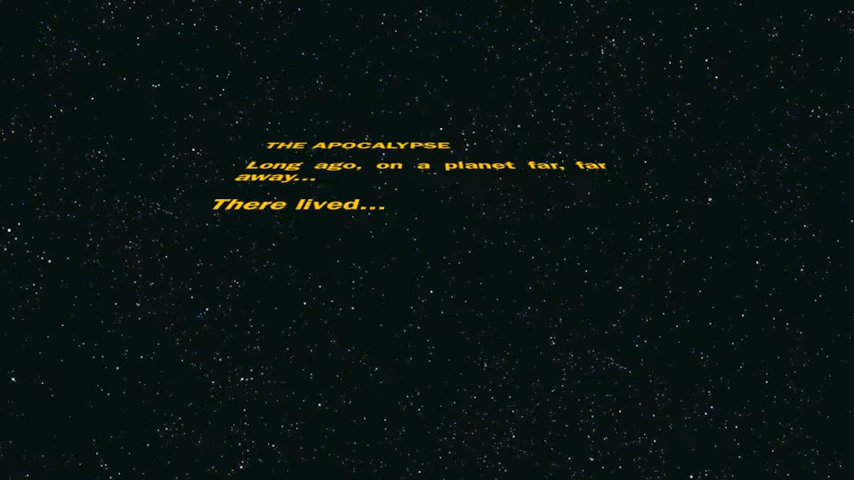 THE APOCALYPSE
Long ago, on a planet far, far
away...
There lived...